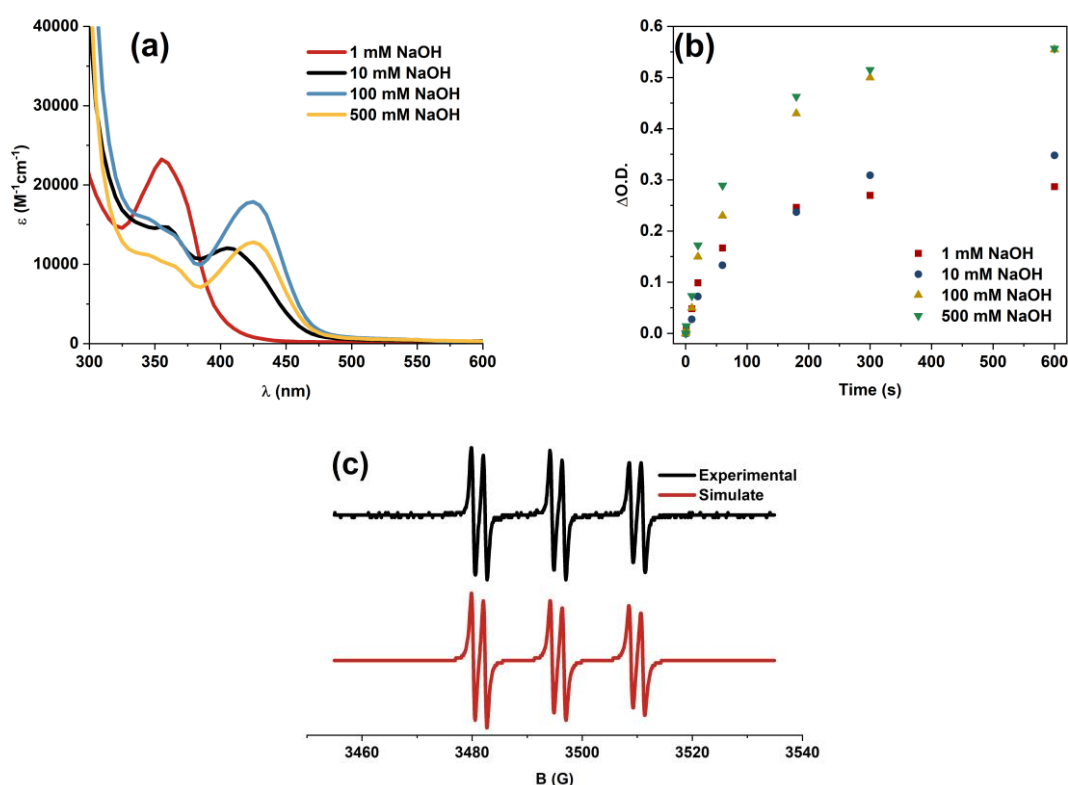 (a)
1 mM NaOH
10 mM NaOH
100 mM NaOH
500 mM NaOH
40000
30000
20000
10000
0
300 350 400 450 500 550 600
λ (nm)
ε (M⁻¹cm⁻¹)
(b)
0.6
0.5
0.4
0.3
0.2
0.1
0.0
1 mM NaOH
10 mM NaOH
100 mM NaOH
500 mM NaOH
0 100 200 300 400 500 600
Time (s)
ΔO.D.
(c)
Experimental
Simulate
3460 3480 3500 3520 3540
B (G)